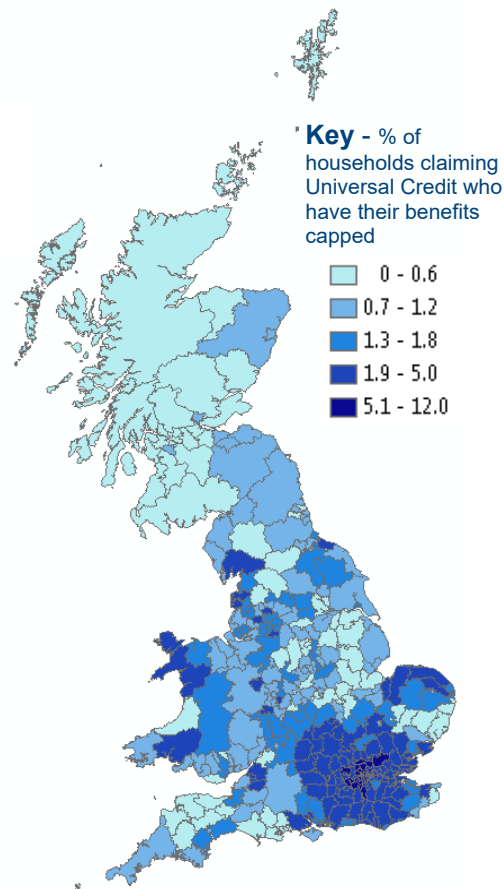 Key - % of
households claiming
Universal Credit who
have their benefits
capped
0 - 0.6
0.7 - 1.2
1.3 - 1.8
1.9 - 5.0
5.1 - 12.0